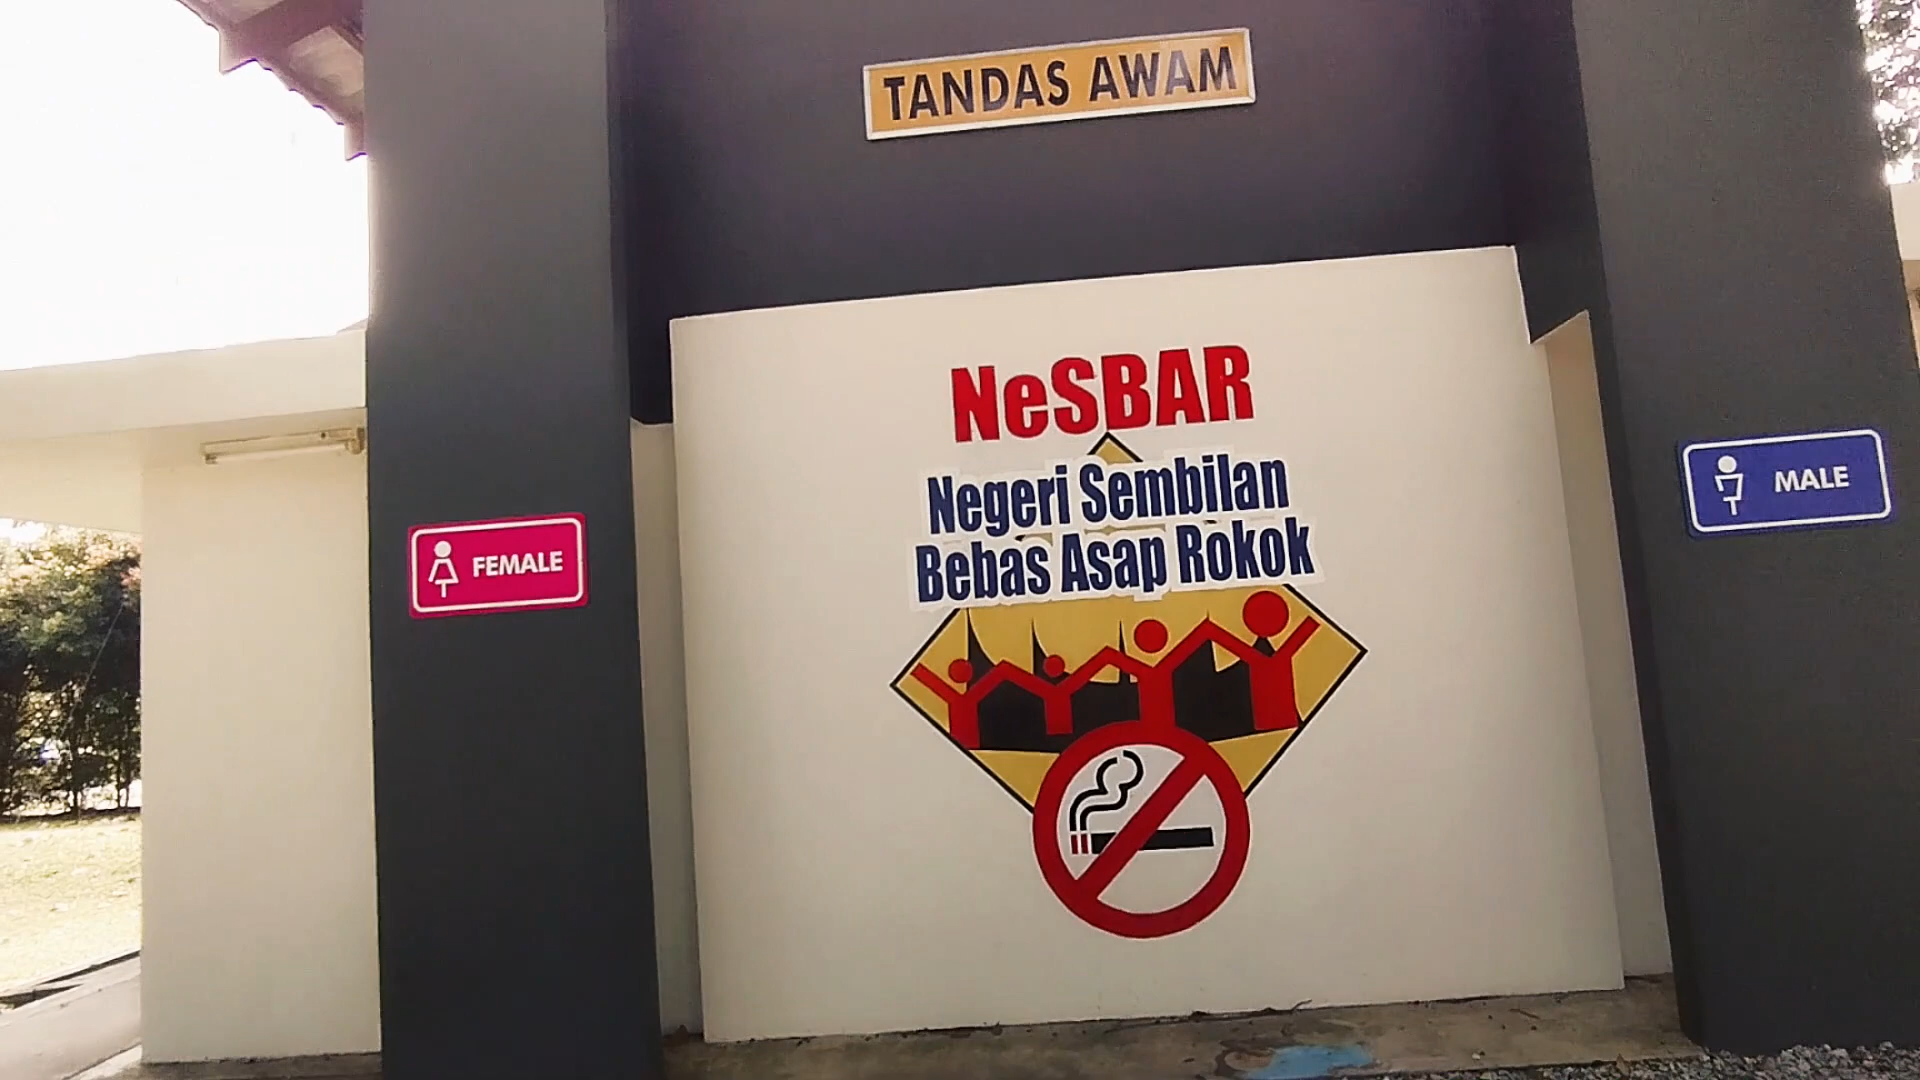 TANDAS AWAM
NeSBAR
Negeri Sembilan
Bebas Asap Rokok
FEMALE
MALE